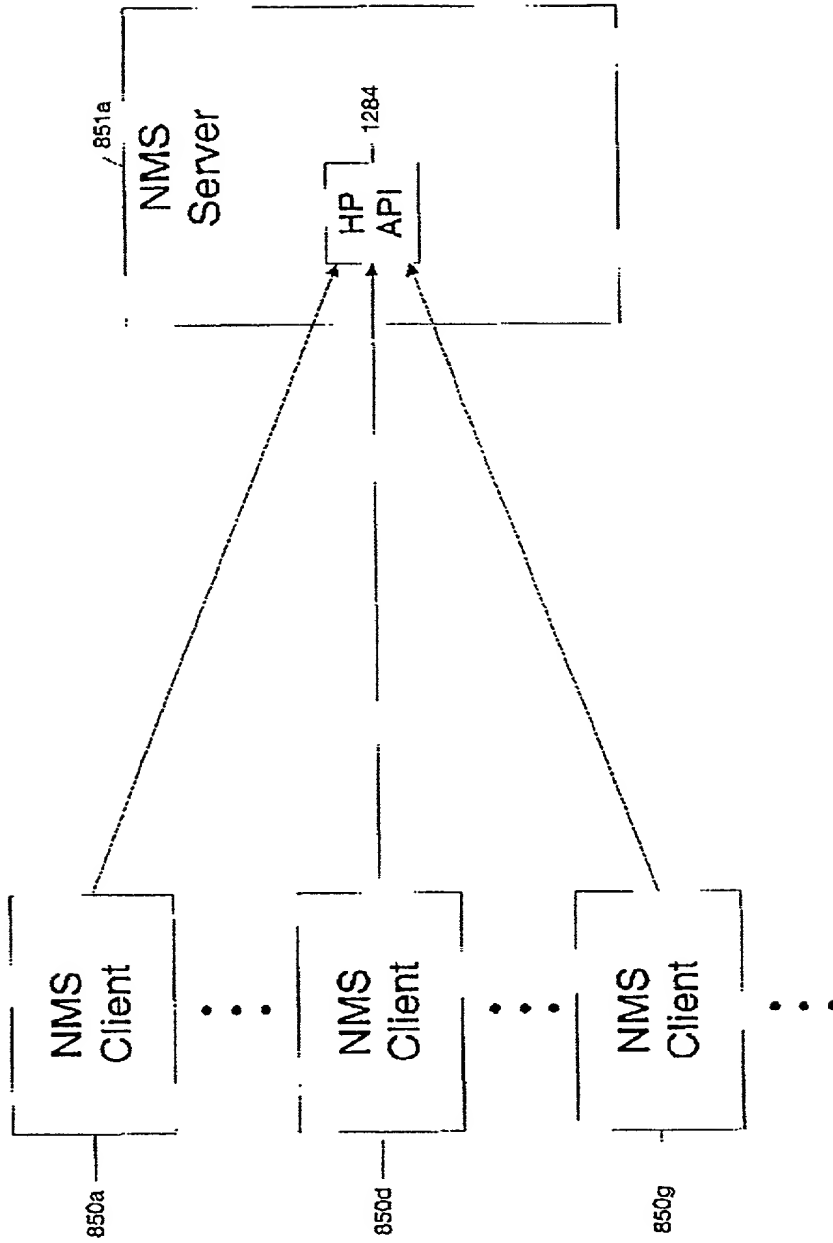 851a
NMS
Server
HP
API
1284
NMS
Client
850a
NMS
Client
850d
NMS
Client
850g